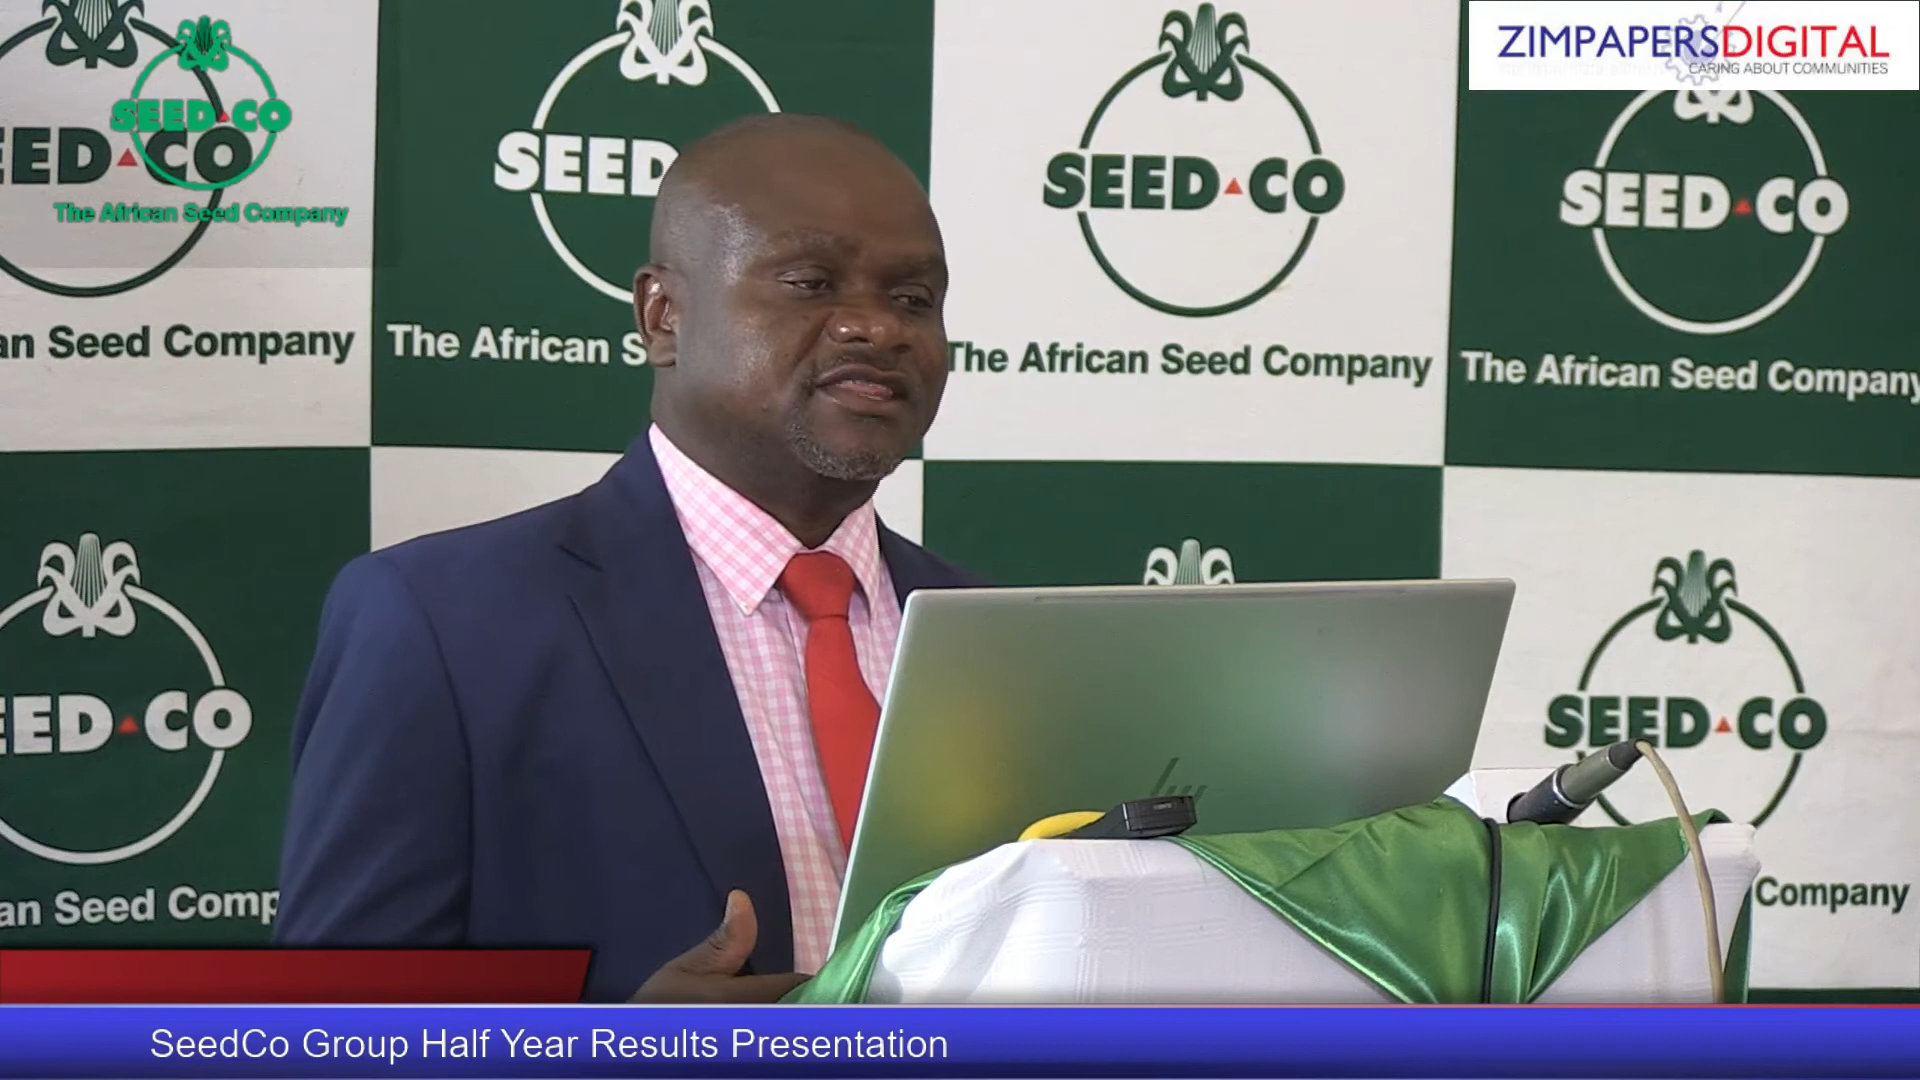 ZIMPAPERSDIGITAL
CARING ABOUT COMMUNITIES
SEED CO
The African Seed Company
EED CO
an Seed Company
SEED
The African S
SEED CO
The African Seed Company
SEED CO
The African Seed Company
EED CO
an Seed Comp
SEED CO
Company
hp
SeedCo Group Half Year Results Presentation